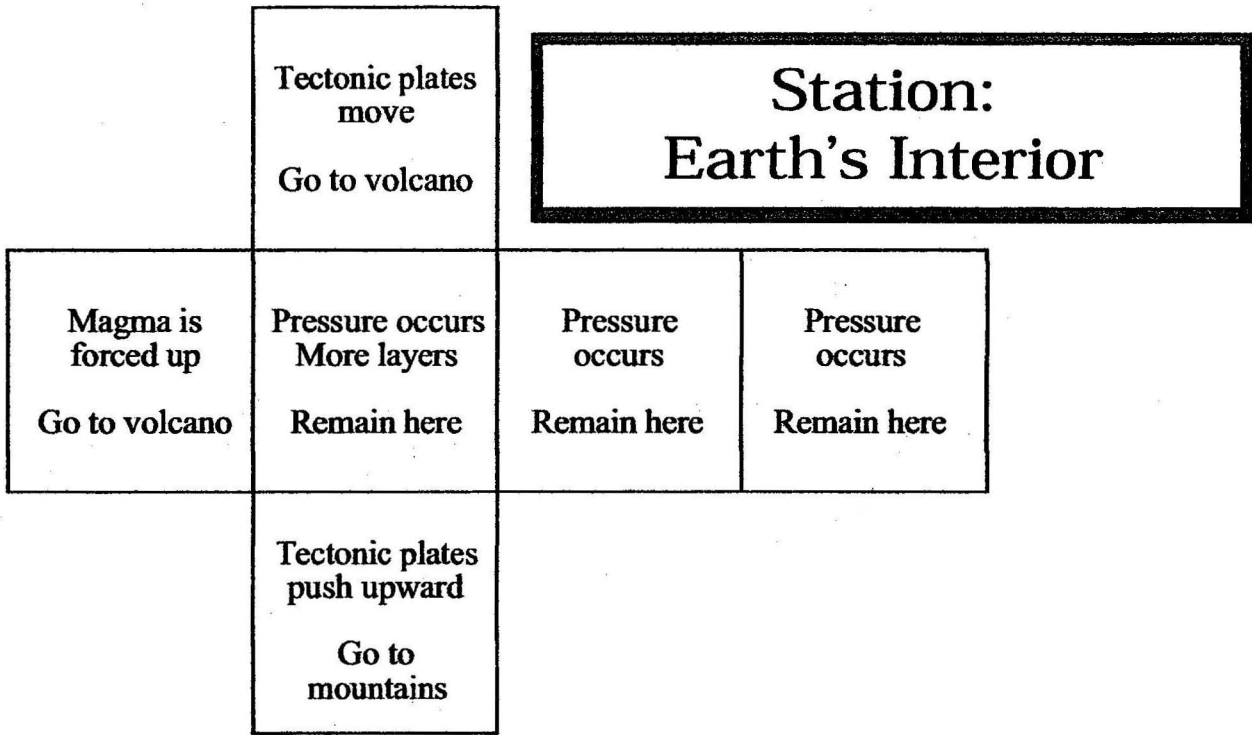 Tectonic plates
move
Go to volcano
Station:
Earth's Interior
Magma is
forced up
Go to volcano
Pressure occurs
More layers
Remain here
Pressure
occurs
Remain here
Pressure
occurs
Remain here
Tectonic plates
push upward
Go to
mountains